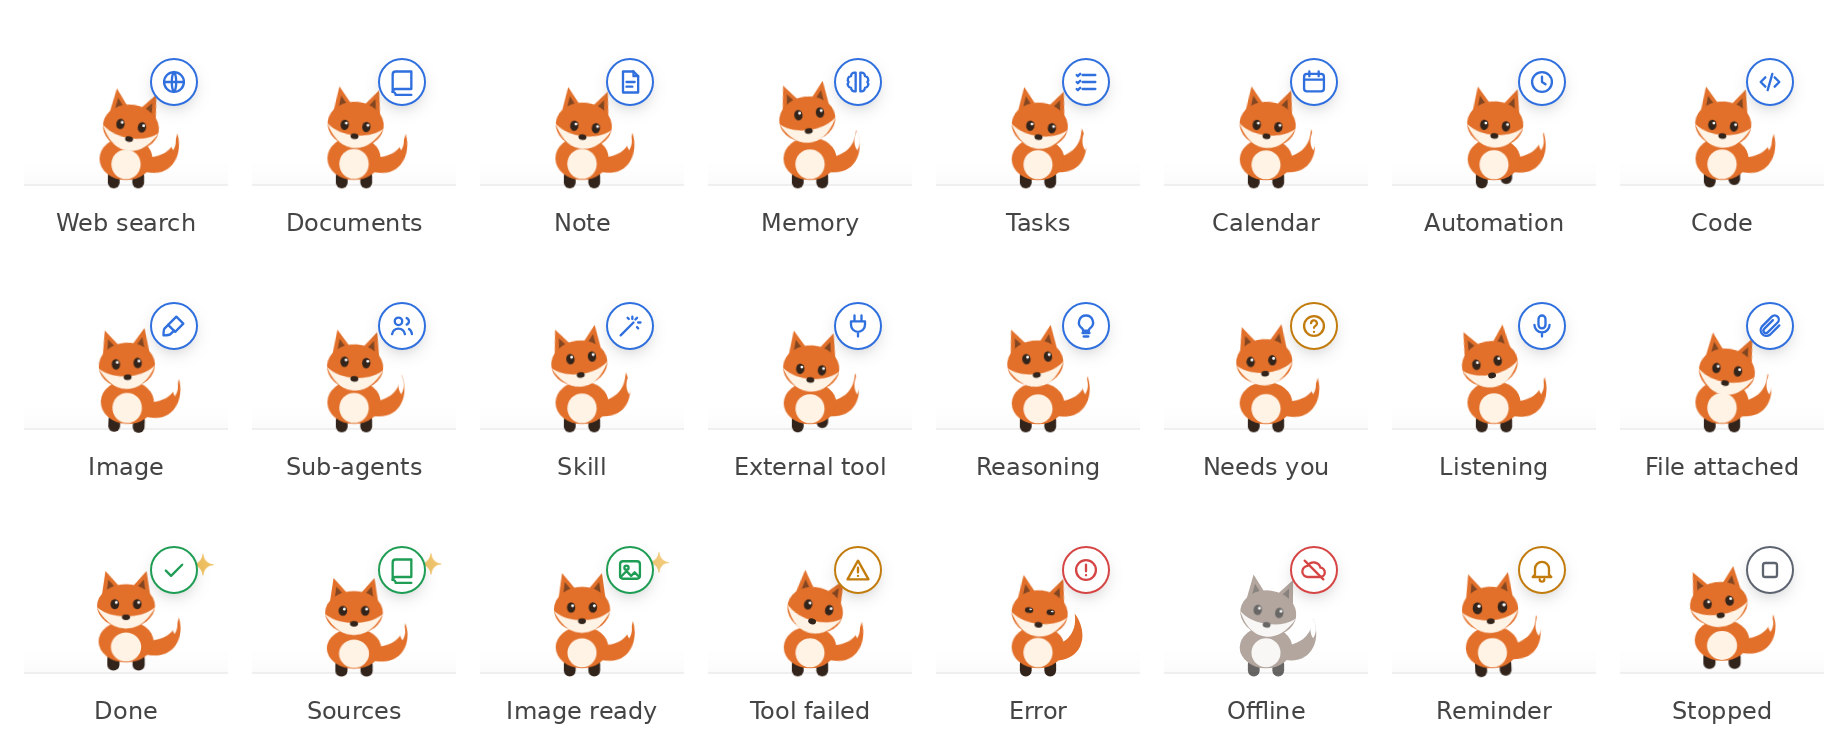 Web search
Documents
Note
Memory
Tasks
Calendar
Automation
Code
Image
Sub-agents
Skill
External tool
Reasoning
Needs you
Listening
File attached
Done
Sources
Image ready
Tool failed
Error
Offline
Reminder
Stopped